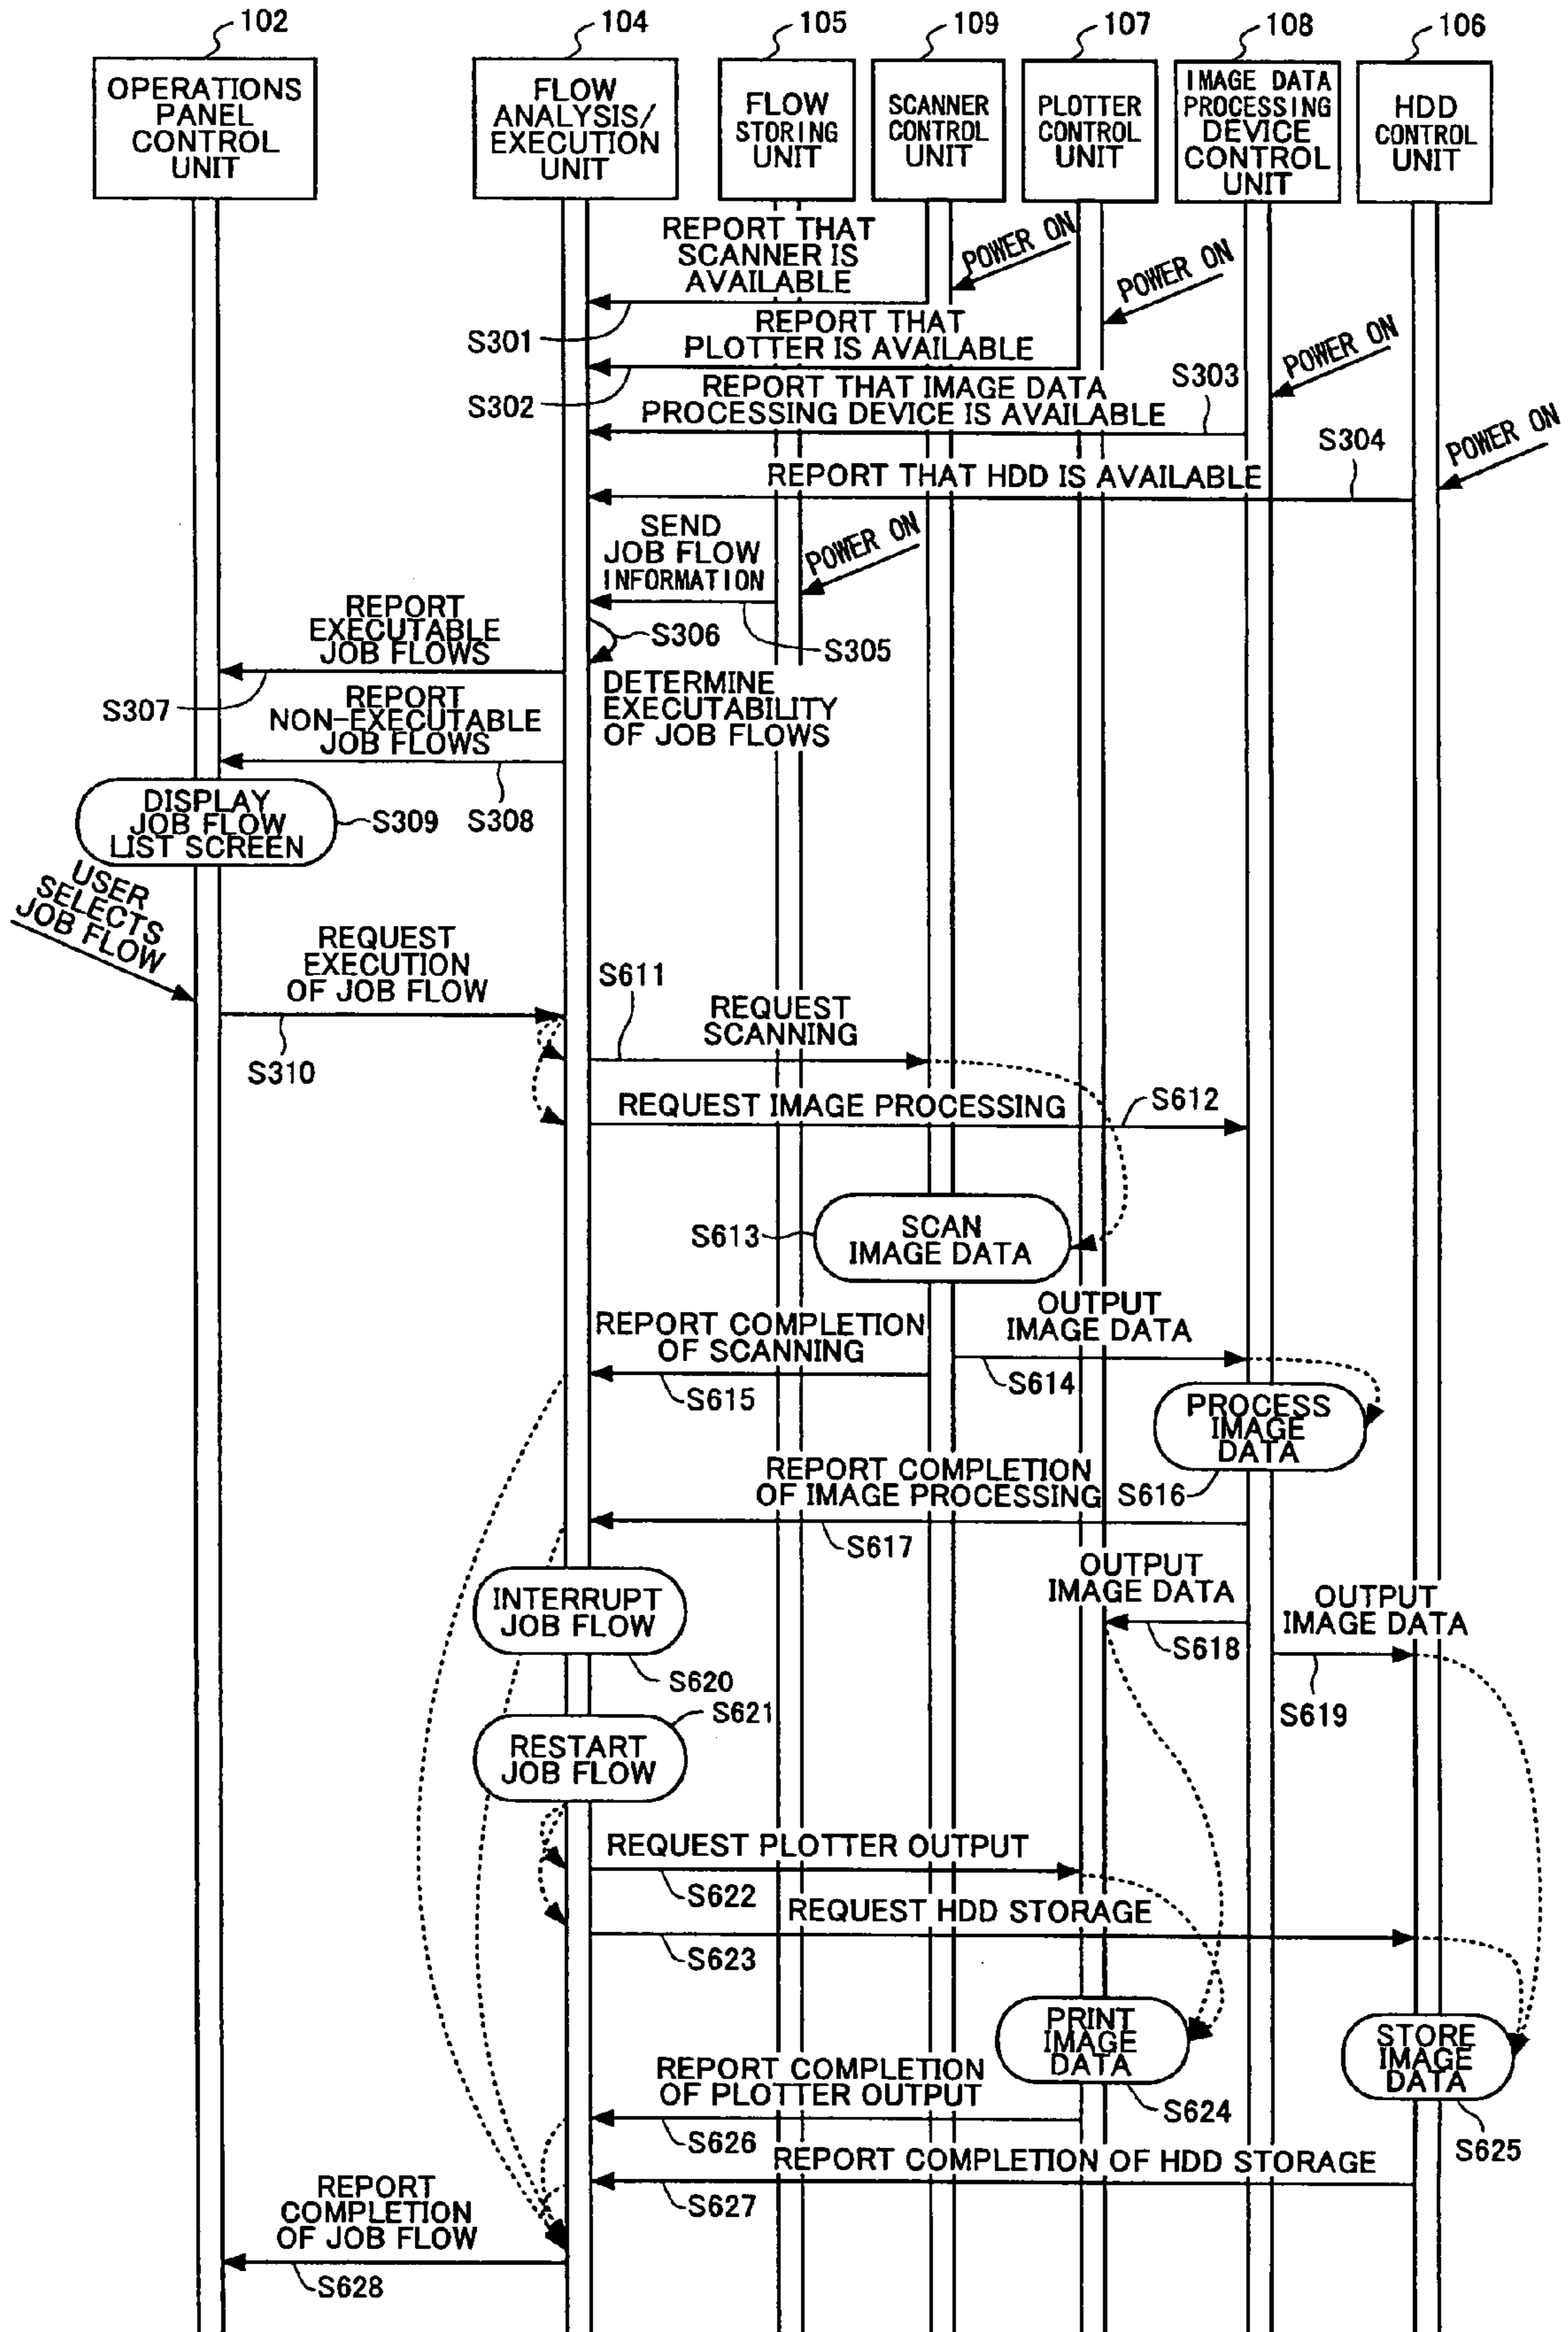 102
104
105
109
107
108
106
OPERATIONS
PANEL
CONTROL
UNIT
FLOW
ANALYSIS/
EXECUTION
UNIT
FLOW
STORING
UNIT
SCANNER
CONTROL
UNIT
PLOTTER
CONTROL
UNIT
IMAGE DATA
PROCESSING
DEVICE
CONTROL
UNIT
HDD
CONTROL
UNIT
REPORT THAT
SCANNER IS
AVAILABLE
POWER ON
S301
POWER ON
REPORT THAT
PLOTTER IS AVAILABLE
S302
POWER ON
REPORT THAT IMAGE DATA
PROCESSING DEVICE IS AVAILABLE
S303
POWER ON
REPORT THAT HDD IS AVAILABLE
S304
SEND
JOB FLOW
INFORMATION
POWER ON
S305
S306
DETERMINE
EXECUTABILITY
OF JOB FLOWS
REPORT
EXECUTABLE
JOB FLOWS
S307
REPORT
NON-EXECUTABLE
JOB FLOWS
S308
DISPLAY
JOB FLOW
LIST SCREEN
S309
USER
SELECTS
JOB FLOW
REQUEST
EXECUTION
OF JOB FLOW
S310
S611
REQUEST
SCANNING
REQUEST IMAGE PROCESSING
S612
S613
SCAN
IMAGE DATA
OUTPUT
IMAGE DATA
S614
REPORT COMPLETION
OF SCANNING
S615
PROCESS
IMAGE
DATA
S616
REPORT COMPLETION
OF IMAGE PROCESSING
S617
OUTPUT
IMAGE DATA
S618
OUTPUT
IMAGE DATA
S619
INTERRUPT
JOB FLOW
S620
S621
RESTART
JOB FLOW
REQUEST PLOTTER OUTPUT
S622
REQUEST HDD STORAGE
S623
PRINT
IMAGE
DATA
S624
STORE
IMAGE
DATA
S625
REPORT COMPLETION
OF PLOTTER OUTPUT
S626
REPORT COMPLETION OF HDD STORAGE
S627
REPORT
COMPLETION
OF JOB FLOW
S628